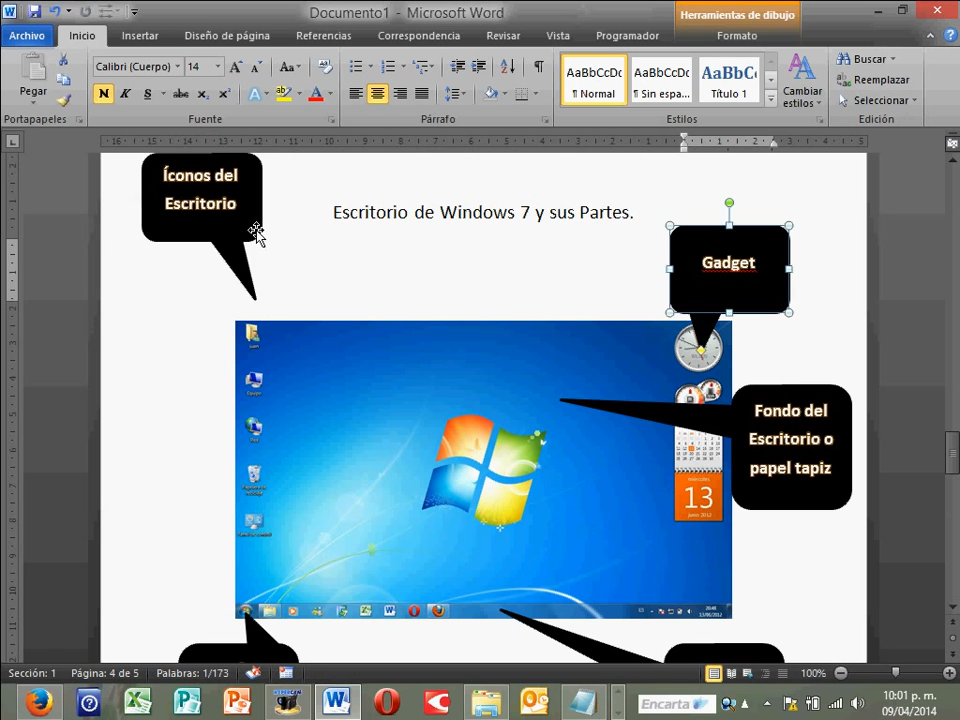 Documento1 - Microsoft Word
Herramientas de dibujo
Archivo
Inicio
Insertar
Diseño de página
Referencias
Correspondencia
Revisar
Vista
Programador
Formato
Pegar
Portapapeles
Calibri (Cuerpo)
14
Fuente
Párrafo
AaBbCcDc
¶ Normal
AaBbCcDc
¶ Sin espa...
AaBbC
Título 1
Cambiar
estilos
Estilos
Buscar
Reemplazar
Seleccionar
Edición
Íconos del
Escritorio
Escritorio de Windows 7 y sus Partes.
Gadget
Fondo del
Escritorio o
papel tapiz
13
Sección: 1
Página: 4 de 5
Palabras: 1/173
100%
Encarta
10:01 p. m.
09/04/2014